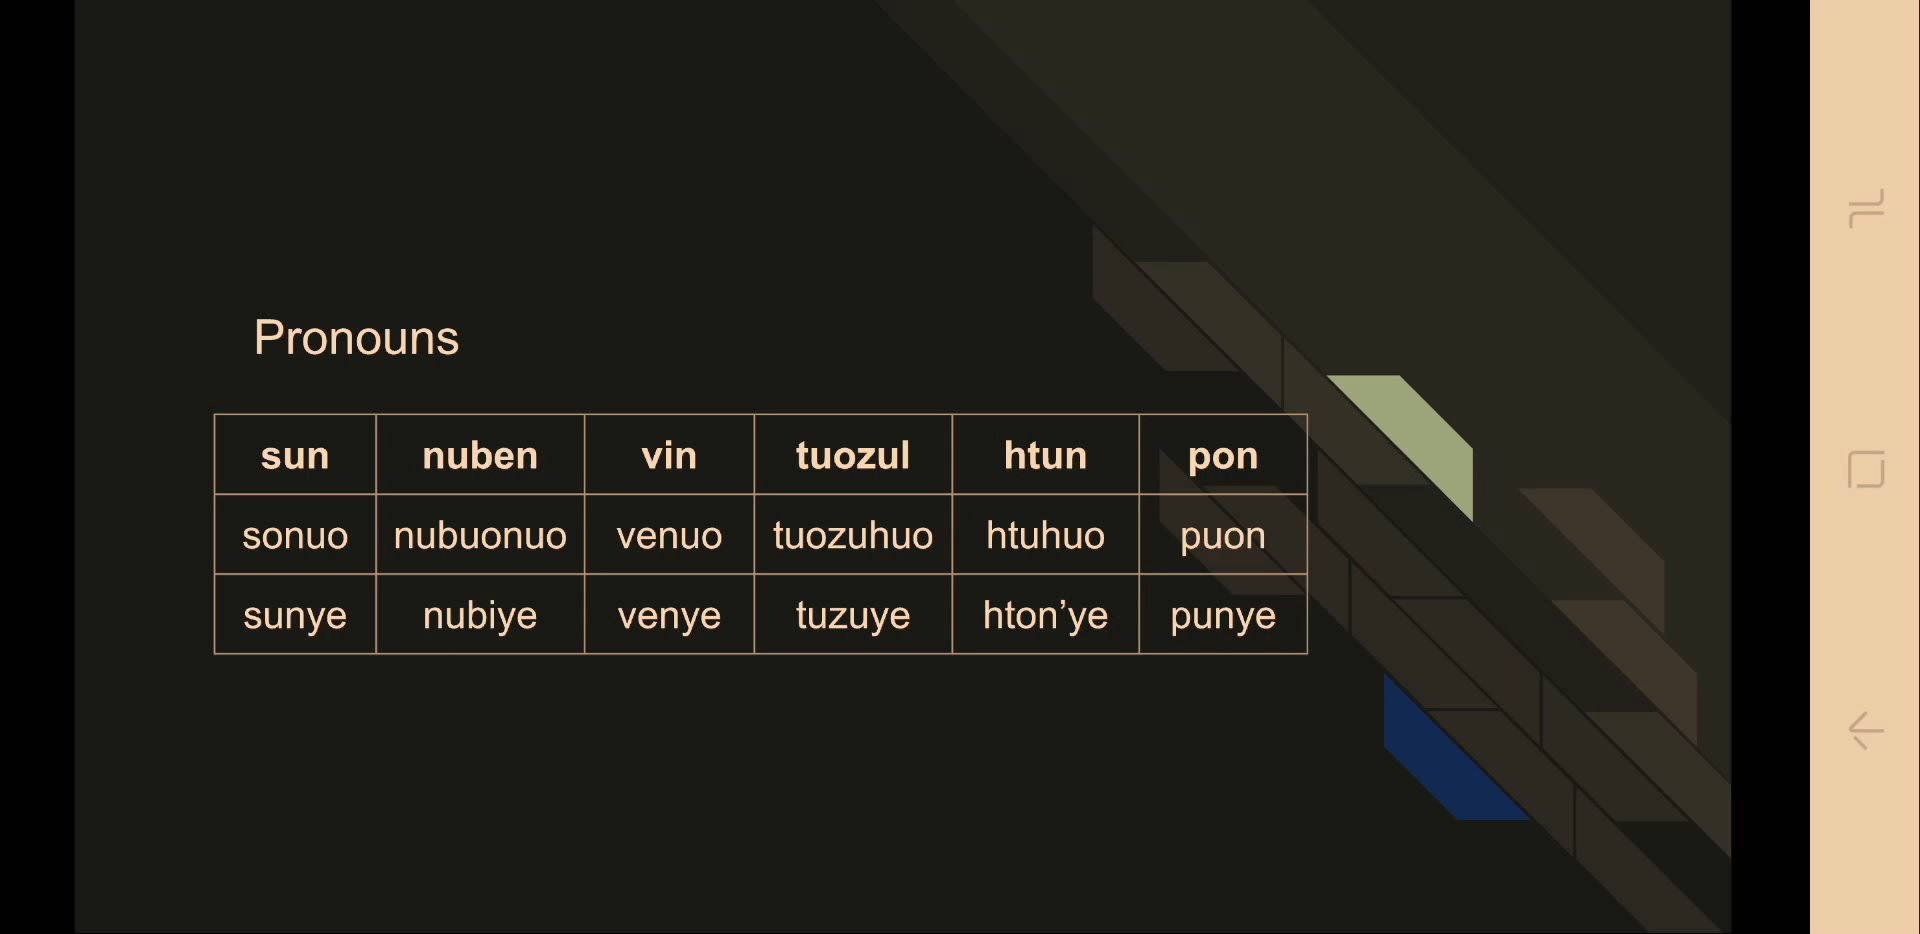 Pronouns
sun nuben vin tuozul htun pon
sonuo nubuonuo venuo tuozuhuo htuhuo puon
sunye nubiye venye tuzuye hton’ye punye